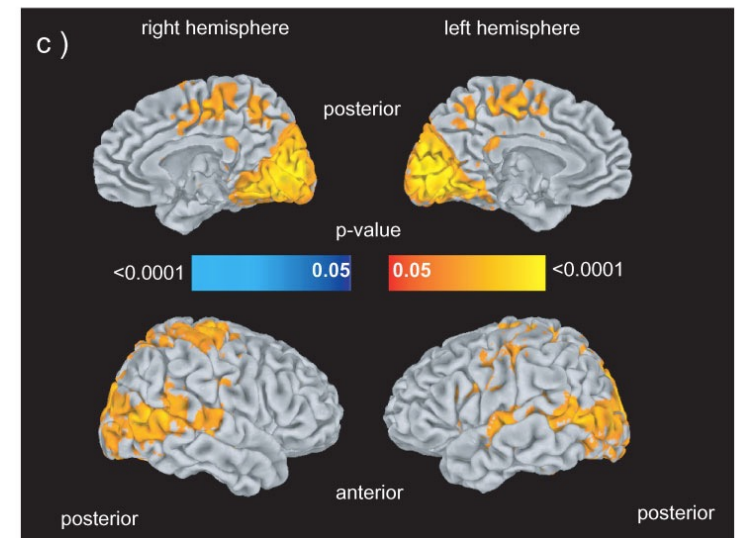 c )
right hemisphere
left hemisphere
posterior
p-value
<0.0001
0.05
0.05
<0.0001
anterior
posterior
posterior